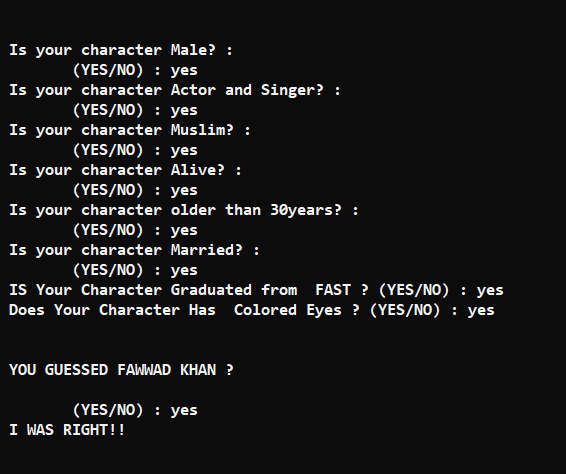 Is your character Male? :
(YES/NO) : yes
Is your character Actor and Singer? :
(YES/NO) : yes
Is your character Muslim? :
(YES/NO) : yes
Is your character Alive? :
(YES/NO) : yes
Is your character older than 30years? :
(YES/NO) : yes
Is your character Married? :
(YES/NO) : yes
IS Your Character Graduated from  FAST ? (YES/NO) : yes
Does Your Character Has  Colored Eyes ? (YES/NO) : yes
YOU GUESSED FAWWAD KHAN ?
(YES/NO) : yes
I WAS RIGHT!!